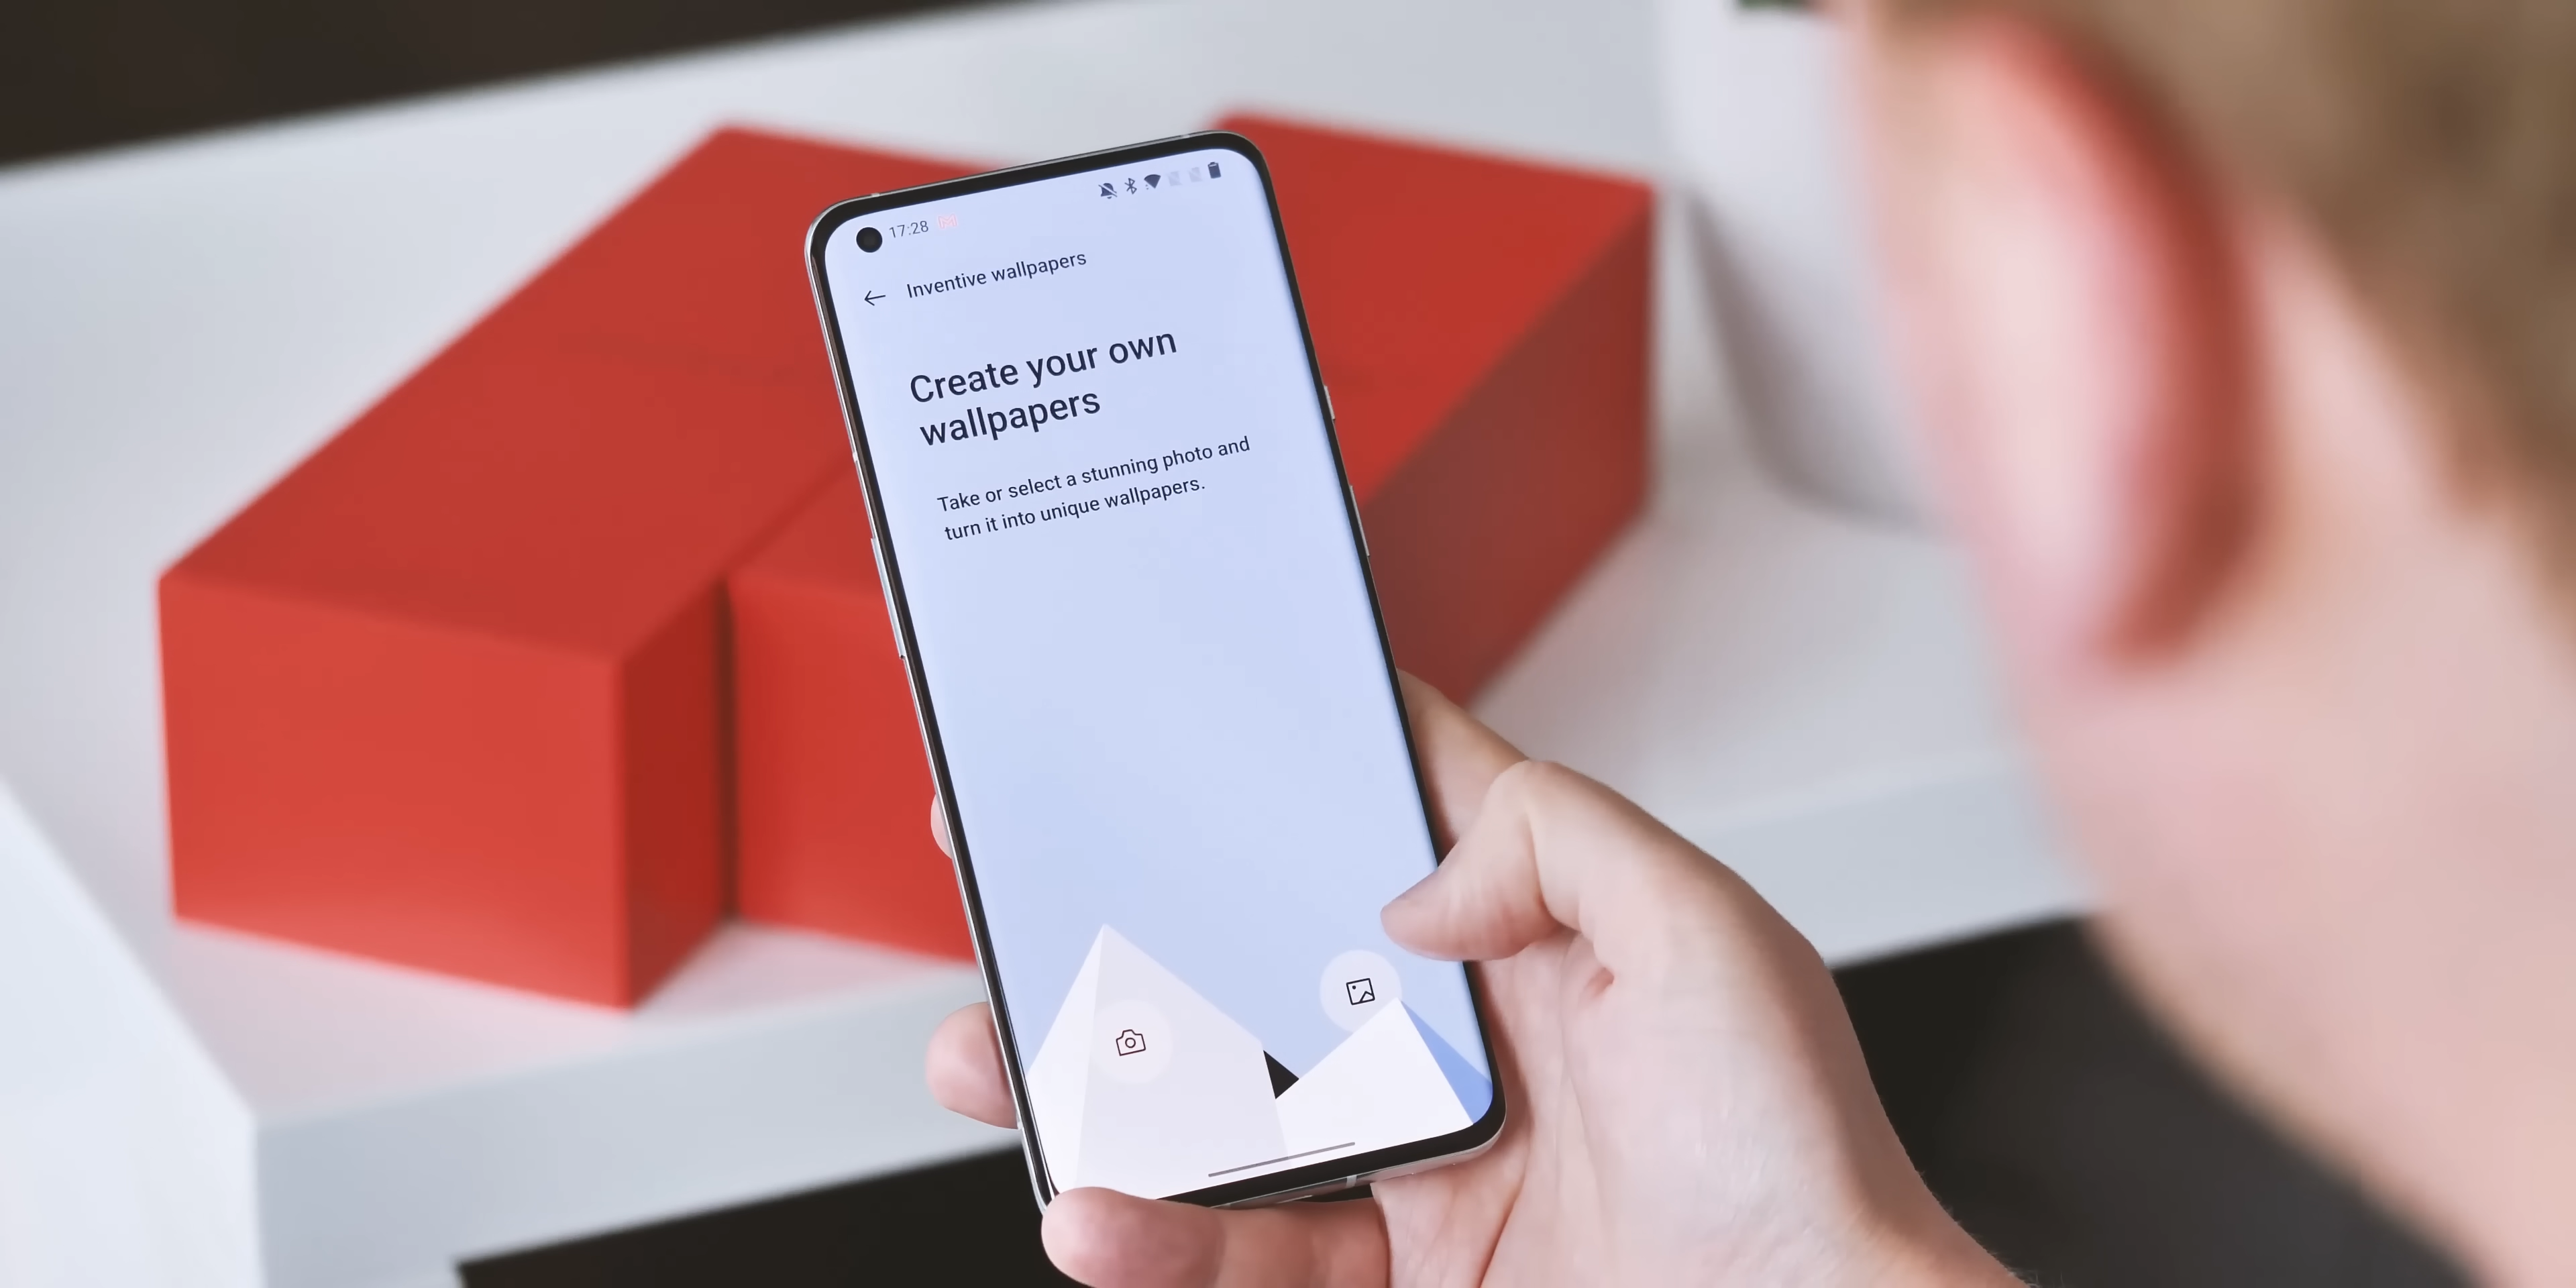 17:28
Inventive wallpapers
Create your own
wallpapers
Take or select a stunning photo and
turn it into unique wallpapers.